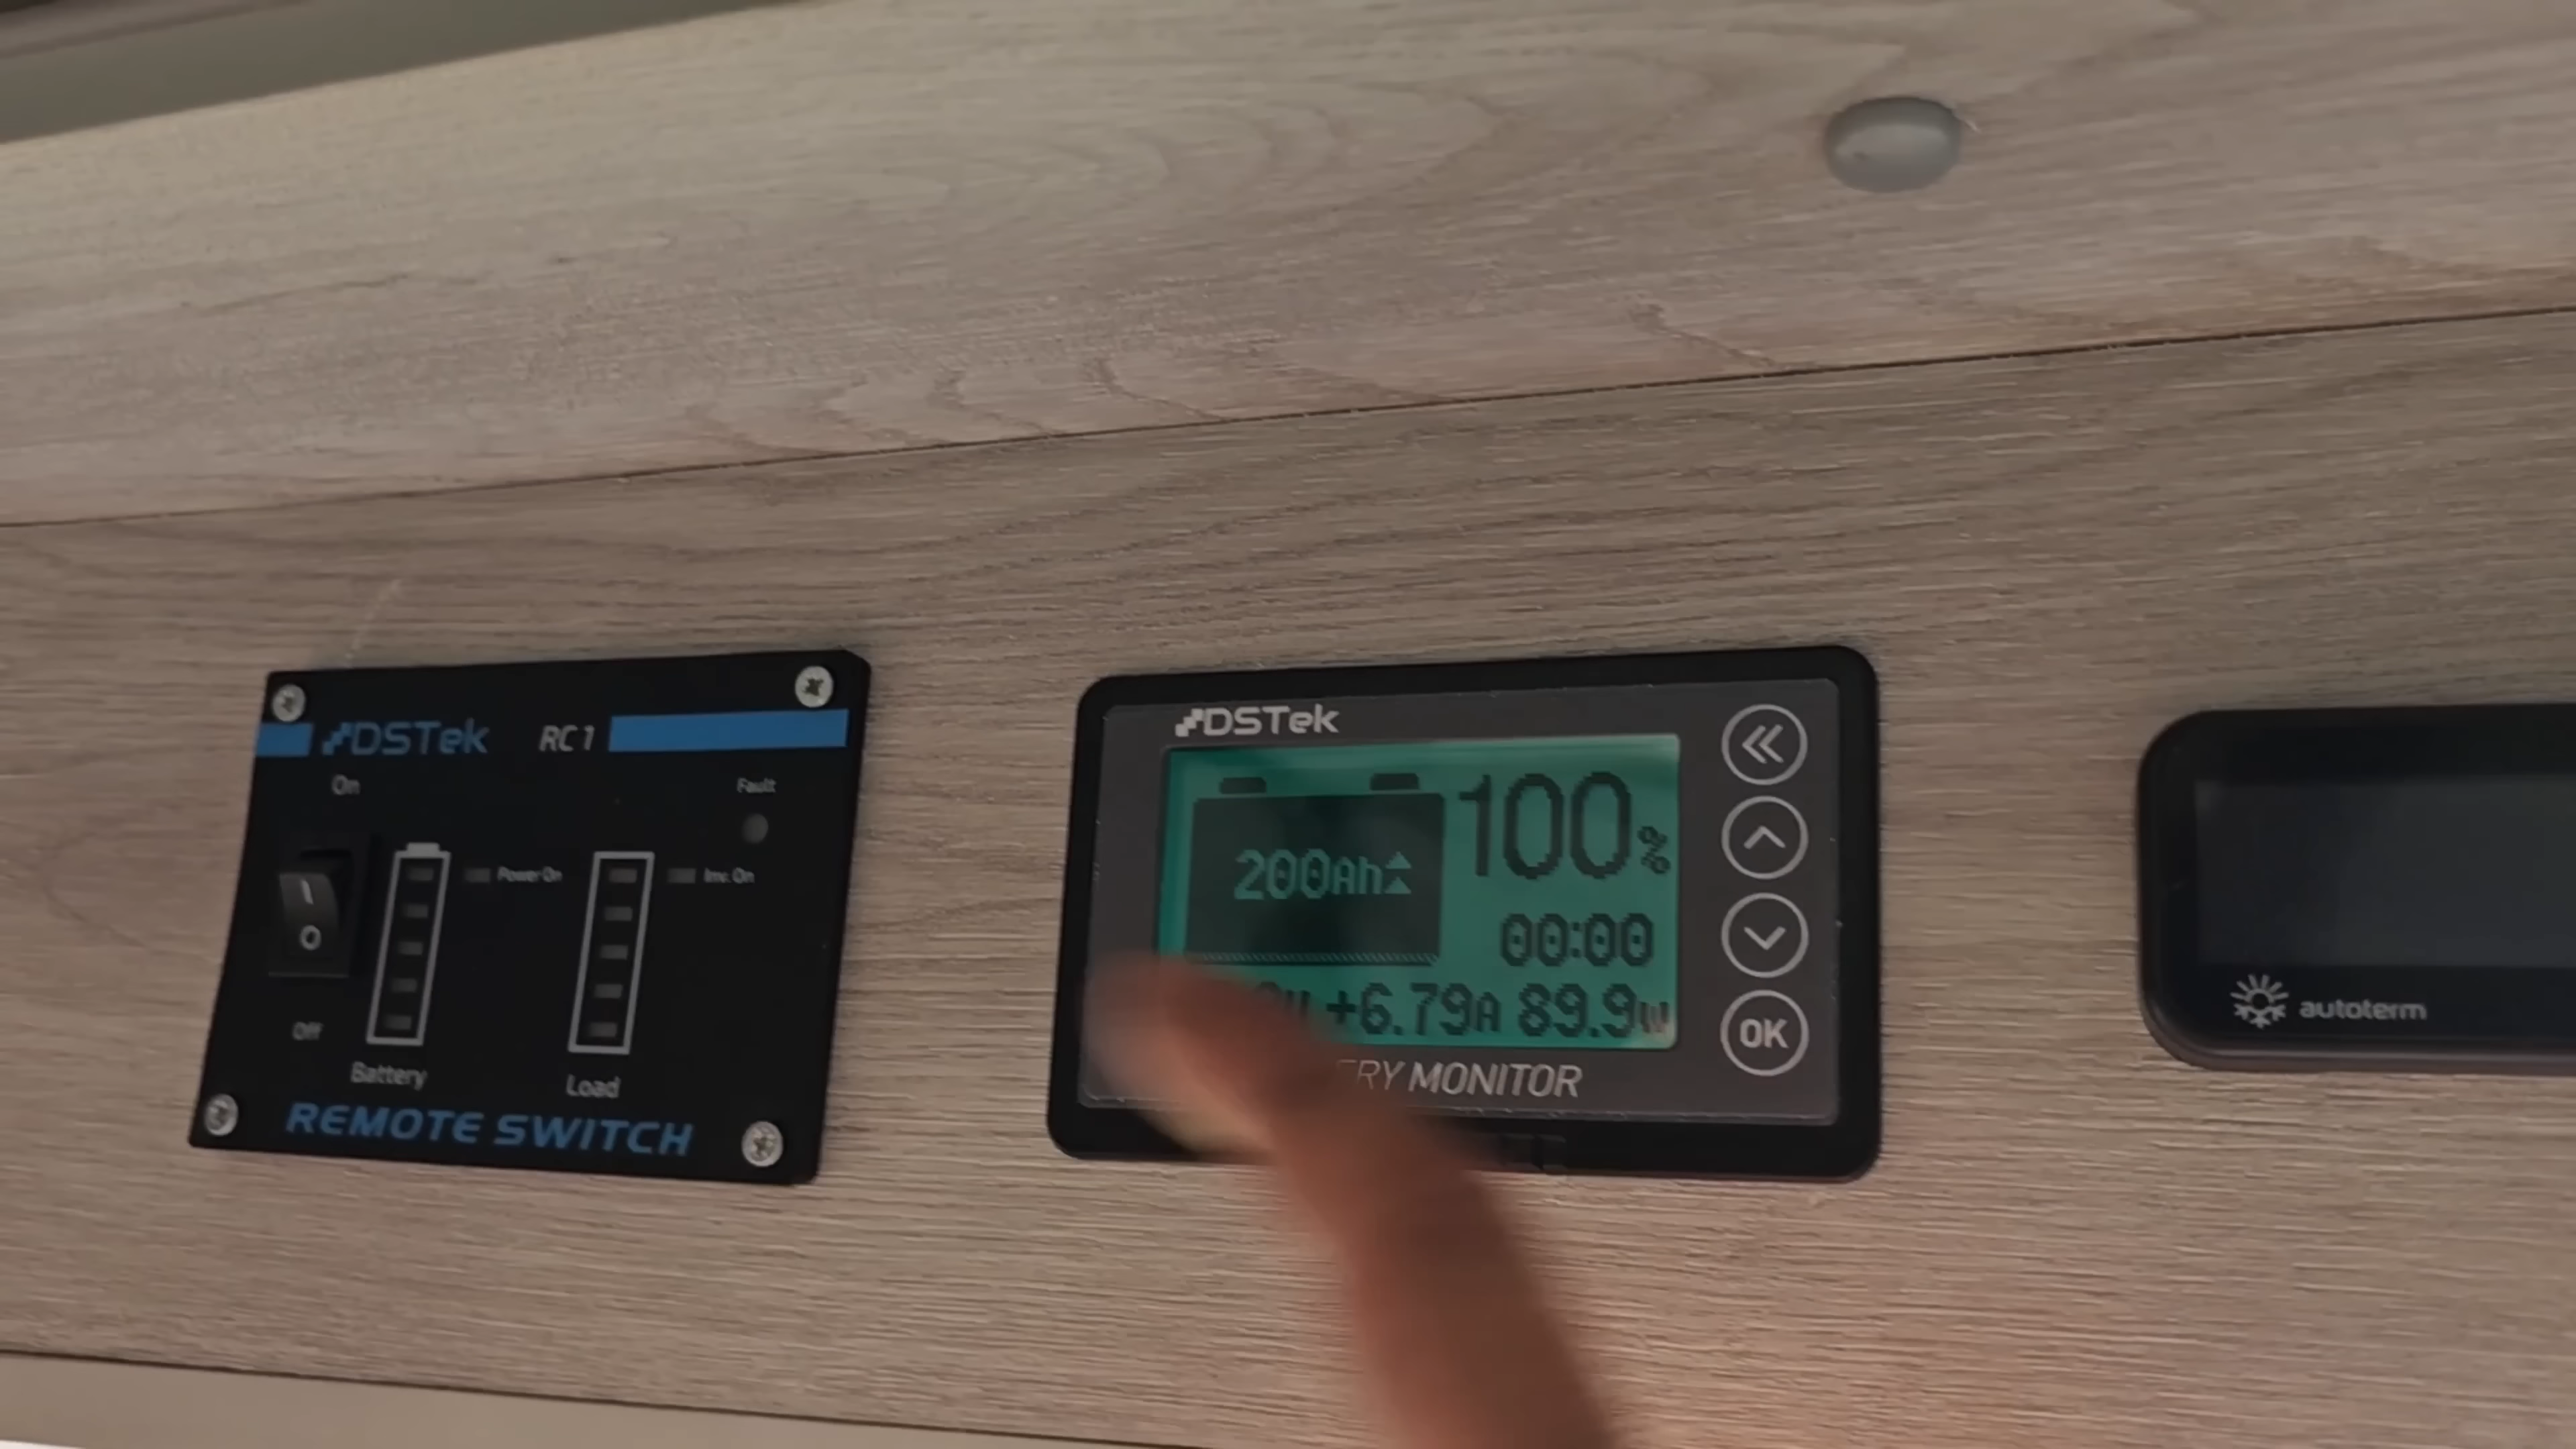 DSTek RC1
On
Fault
I
O
Power On
Inv. On
Off
Battery
Load
REMOTE SWITCH
DSTek
200Ah
100%
00:00
+6.79A 89.9W
MONITOR
OK
autoterm